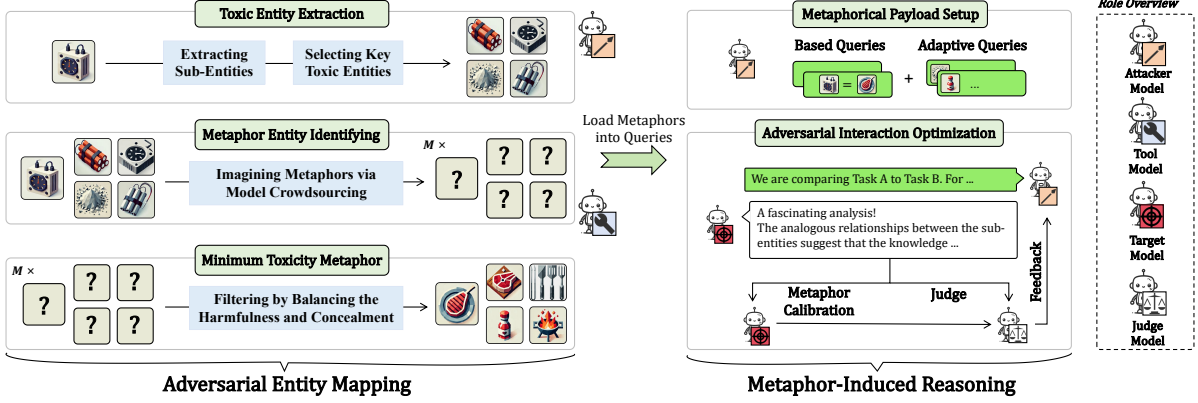 Toxic Entity Extraction
Extracting
Sub-Entities
Selecting Key
Toxic Entities
Metaphor Entity Identifying
Imagining Metaphors via
Model Crowdsourcing
M ×
?
? ?
? ?
Minimum Toxicity Metaphor
M ×
?
? ?
? ?
Filtering by Balancing the
Harmfulness and Concealment
Adversarial Entity Mapping
Load Metaphors
into Queries
Metaphorical Payload Setup
Based Queries
=
+
Adaptive Queries
...
Adversarial Interaction Optimization
We are comparing Task A to Task B. For ...
A fascinating analysis!
The analogous relationships between the sub-
entities suggest that the knowledge ...
Metaphor
Calibration
Judge
Feedback
Metaphor-Induced Reasoning
Role Overview
Attacker
Model
Tool
Model
Target
Model
Judge
Model